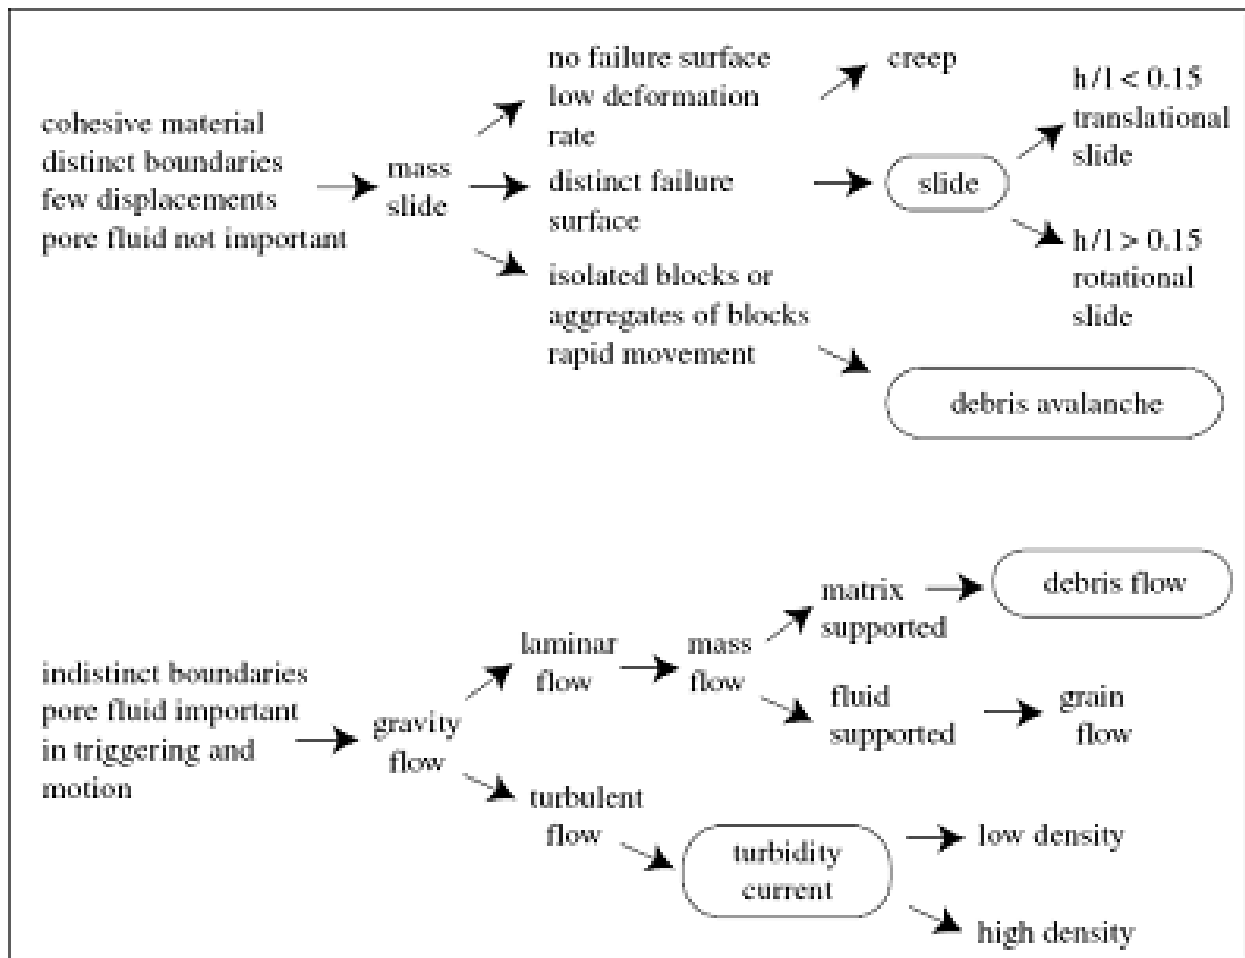 cohesive material
distinct boundaries
few displacements
pore fluid not important
mass
slide
no failure surface
low deformation
rate
creep
distinct failure
surface
slide
h/l < 0.15
translational
slide
h/l > 0.15
rotational
slide
isolated blocks or
aggregates of blocks
rapid movement
debris avalanche
indistinct boundaries
pore fluid important
in triggering and
motion
gravity
flow
laminar
flow
mass
flow
matrix
supported
debris flow
fluid
supported
grain
flow
turbulent
flow
turbidity
current
low density
high density